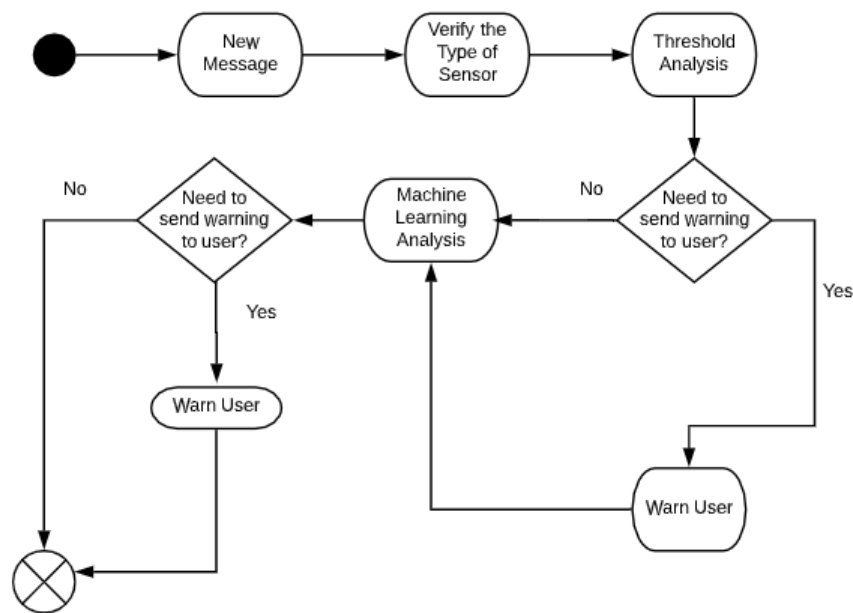 New
Message
Verify the
Type of
Sensor
Threshold
Analysis
No
Need to
send warning
to user?
Machine
Learning
Analysis
No
Need to
send warning
to user?
Yes
Yes
Warn User
Warn User